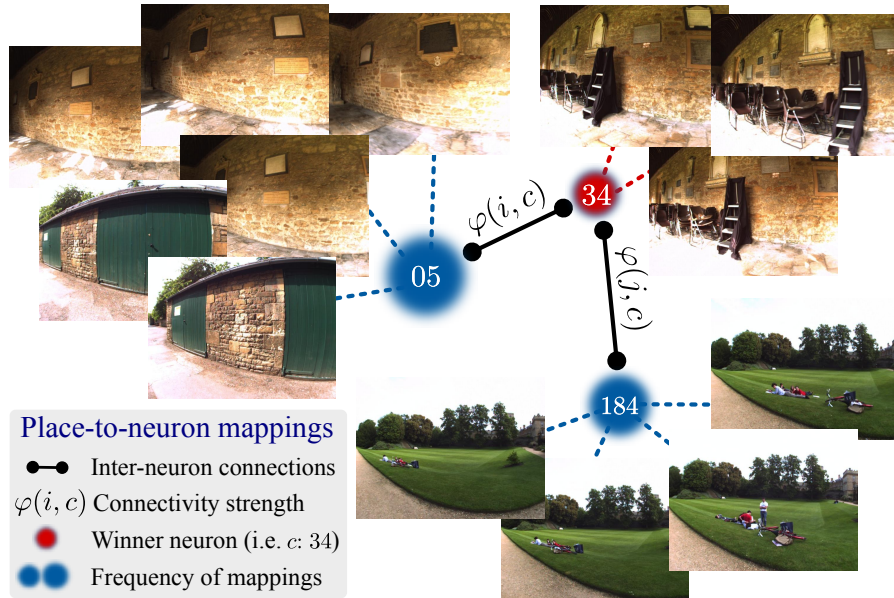 34
φ(i, c)
05
φ(j, c)
184
Place-to-neuron mappings
Inter-neuron connections
φ(i, c) Connectivity strength
Winner neuron (i.e. c: 34)
Frequency of mappings